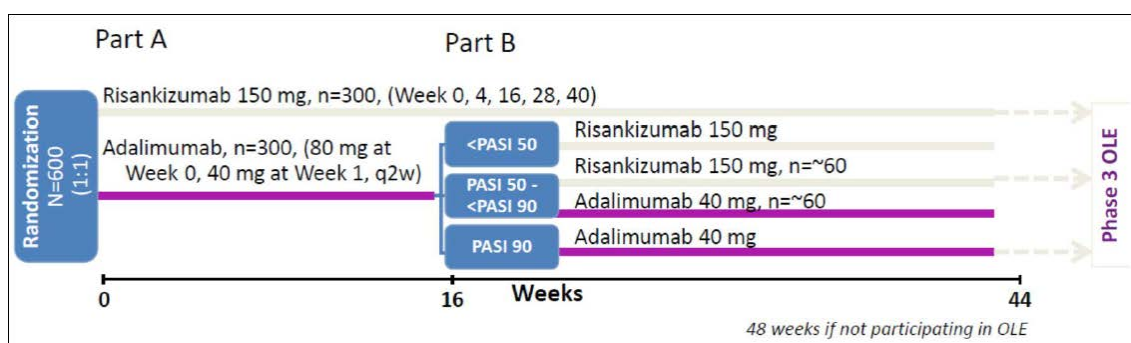 Part A
Part B
Randomization
N=600
(1:1)
Risankizumab 150 mg, n=300, (Week 0, 4, 16, 28, 40)
Adalimumab, n=300, (80 mg at
Week 0, 40 mg at Week 1, q2w)
<PASI 50
Risankizumab 150 mg
PASI 50 -
<PASI 90
Risankizumab 150 mg, n=~60
Adalimumab 40 mg, n=~60
PASI 90
Adalimumab 40 mg
Phase 3 OLE
0
16
Weeks
44
48 weeks if not participating in OLE